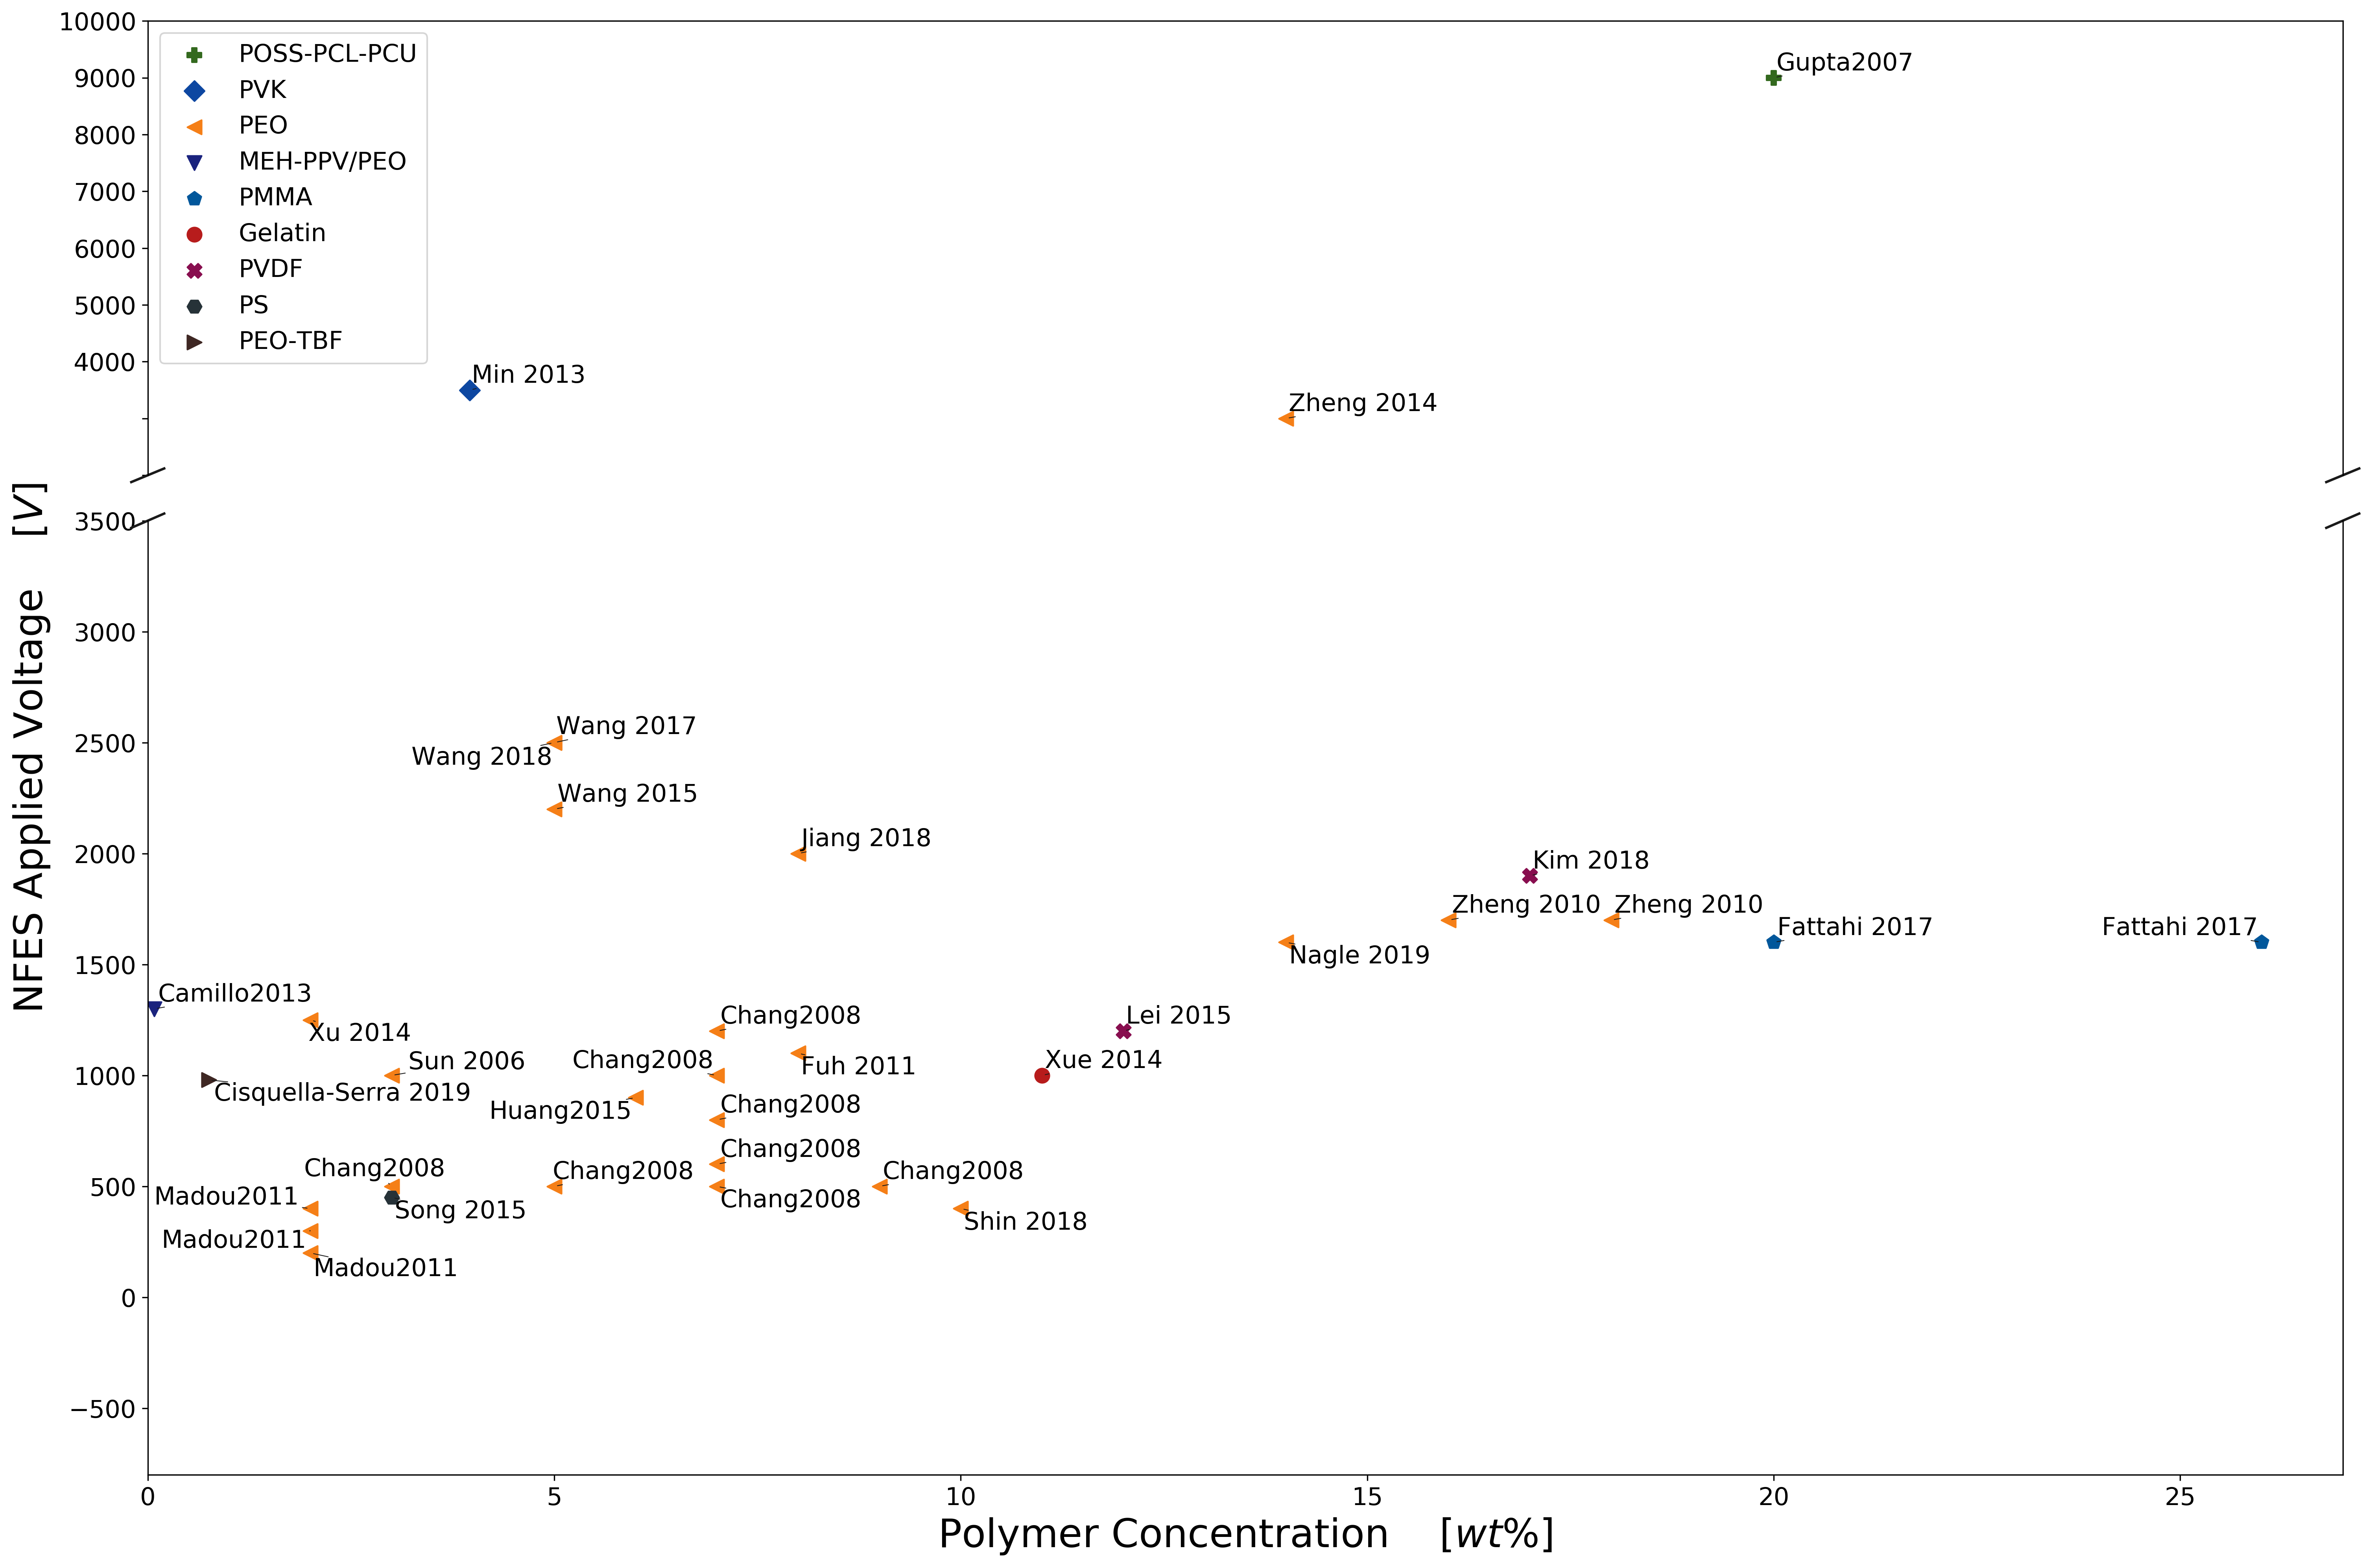 10000
9000
8000
7000
6000
5000
4000
POSS-PCL-PCU
PVK
PEO
MEH-PPV/PEO
PMMA
Gelatin
PVDF
PS
PEO-TBF
Gupta2007
Min 2013
Zheng 2014
NFES Applied Voltage [V]
3500
3000
2500
2000
1500
1000
500
0
−500
Wang 2017
Wang 2018
Wang 2015
Jiang 2018
Kim 2018
Zheng 2010
Zheng 2010
Fattahi 2017
Fattahi 2017
Nagle 2019
Camillo2013
Xu 2014
Chang2008
Lei 2015
Sun 2006
Chang2008
Fuh 2011
Xue 2014
Cisquella-Serra 2019
Huang2015
Chang2008
Chang2008
Chang2008
Chang2008
Chang2008
Chang2008
Madou2011
Song 2015
Shin 2018
Madou2011
Madou2011
0
5
10
15
20
25
Polymer Concentration [wt%]